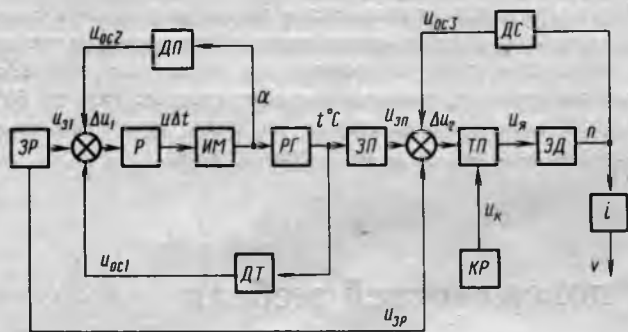 u_ос2 ДП u_ос3 ДС
u_з1 Δu_1 uΔt α t°C u_зп Δu_2 u_я n
ЗР Р ИМ РГ ЗП ТП ЭД
u_к i
u_ос1 ДТ КР v
u_зр